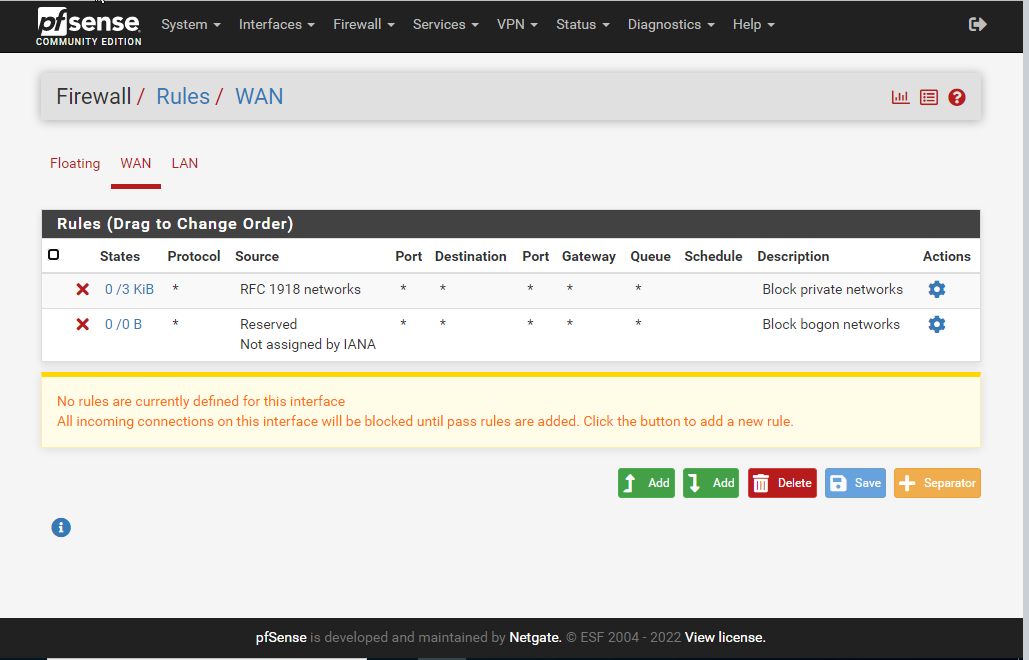 pfsense
COMMUNITY EDITION
System Interfaces Firewall Services VPN Status Diagnostics Help
Firewall / Rules / WAN
Floating WAN LAN
Rules (Drag to Change Order)
States Protocol Source Port Destination Port Gateway Queue Schedule Description Actions
0 /3 KiB * RFC 1918 networks * * * * * Block private networks
0 /0 B * Reserved * * * * * Block bogon networks
Not assigned by IANA
No rules are currently defined for this interface
All incoming connections on this interface will be blocked until pass rules are added. Click the button to add a new rule.
Add Add Delete Save Separator
pfSense is developed and maintained by Netgate. © ESF 2004 - 2022 View license.